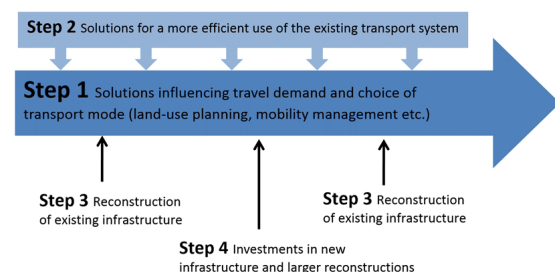 Step 2 Solutions for a more efficient use of the existing transport system
Step 1 Solutions influencing travel demand and choice of
transport mode (land-use planning, mobility management etc.)
Step 3 Reconstruction
of existing infrastructure
Step 3 Reconstruction
of existing infrastructure
Step 4 Investments in new
infrastructure and larger reconstructions